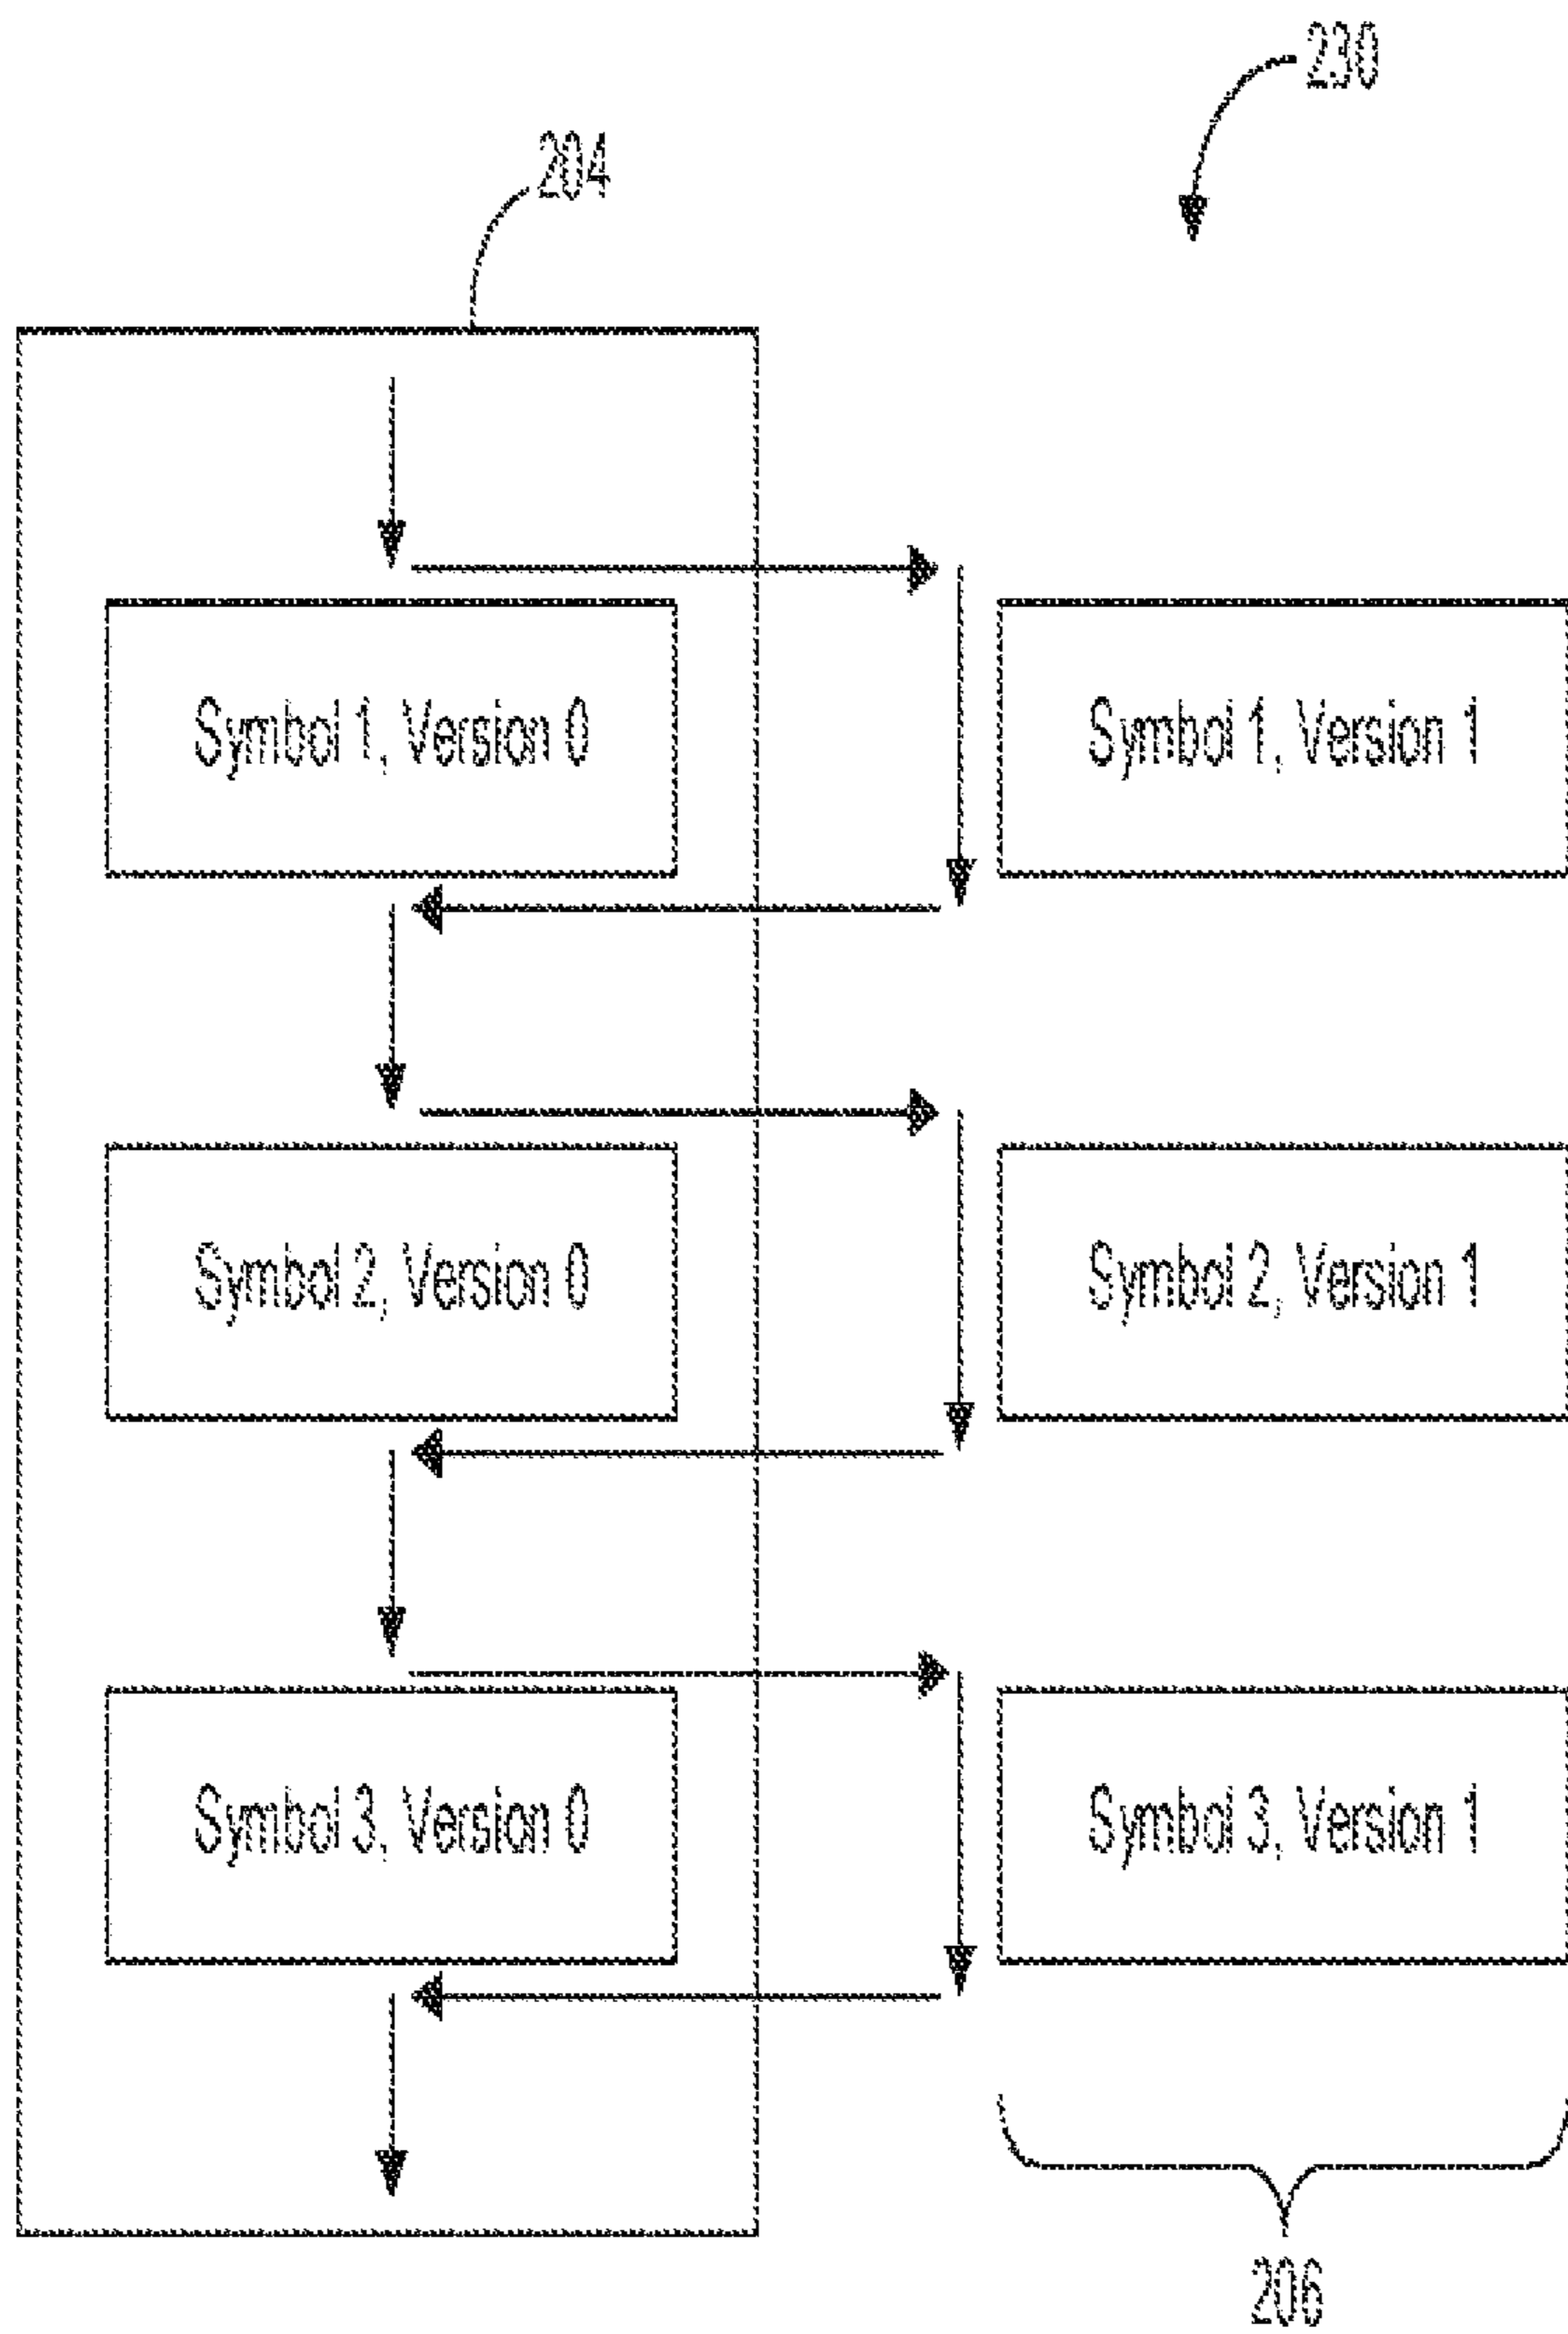 230
204
Symbol 1, Version 0
Symbol 1, Version 1
Symbol 2, Version 0
Symbol 2, Version 1
Symbol 3, Version 0
Symbol 3, Version 1
206